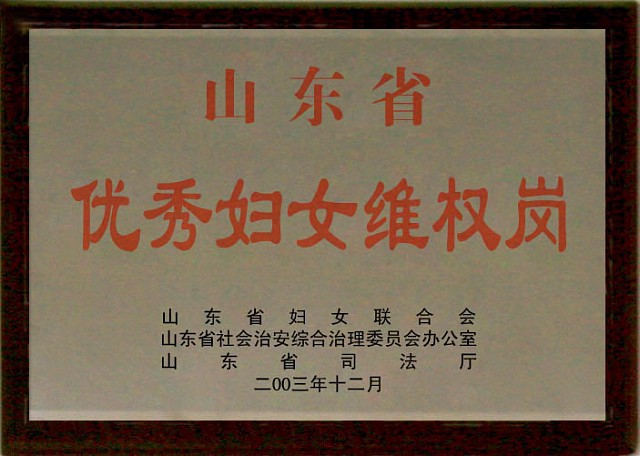 山东省
优秀妇女维权岗
山东省妇女联合会
山东省社会治安综合治理委员会办公室
山东省司法厅
二00三年十二月